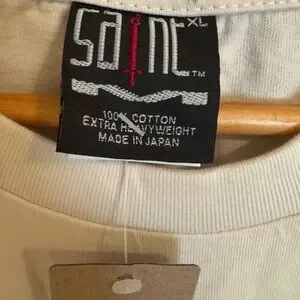 saint XL
TM
100% COTTON
EXTRA HEAVYWEIGHT
MADE IN JAPAN